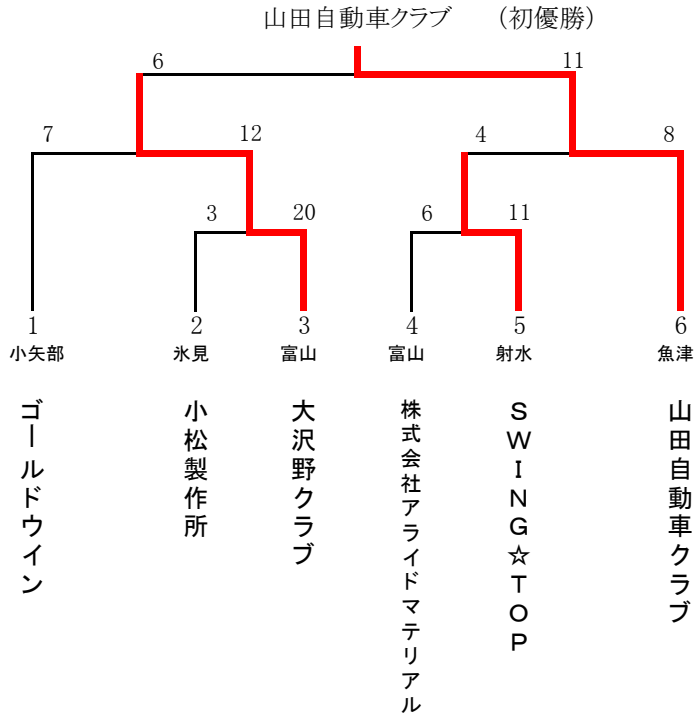 山田自動車クラブ　（初優勝）
6 11
7 12 4 8
3 20 6 11
1 2 3 4 5 6
小矢部 氷見 富山 富山 射水 魚津
ゴールドウイン
小松製作所
大沢野クラブ
株式会社アライドマテリアル
ＳＷＩＮＧ☆ＴＯＰ
山田自動車クラブ